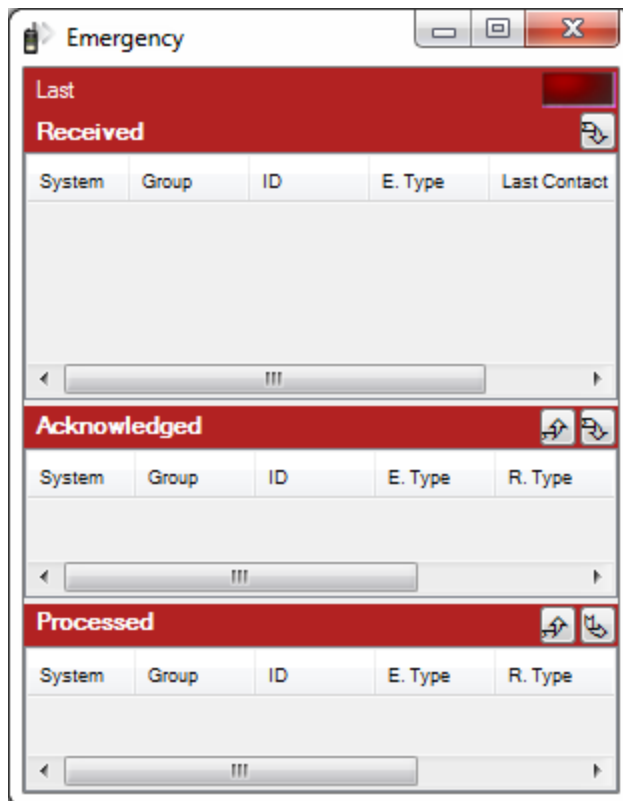 Emergency
Last
Received
System Group ID E. Type Last Contact
Acknowledged
System Group ID E. Type R. Type
Processed
System Group ID E. Type R. Type